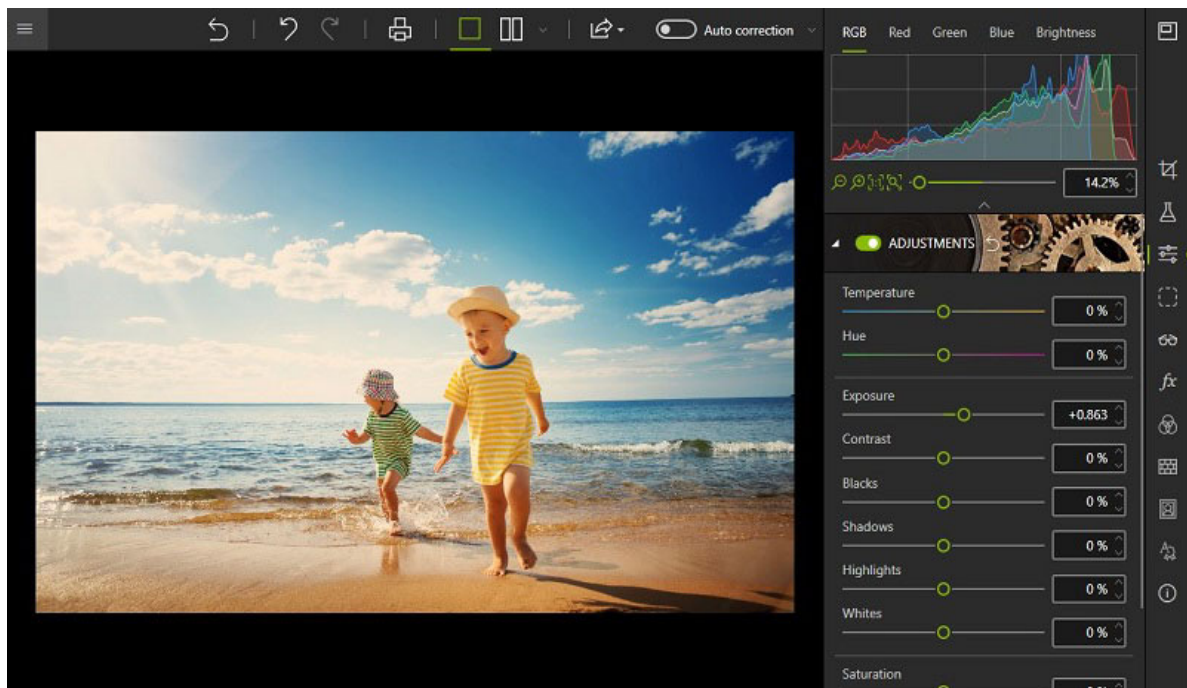 Auto correction
RGB Red Green Blue Brightness
14.2%
ADJUSTMENTS
Temperature
0 %
Hue
0 %
Exposure
+0.863
Contrast
0 %
Blacks
0 %
Shadows
0 %
Highlights
0 %
Whites
0 %
Saturation